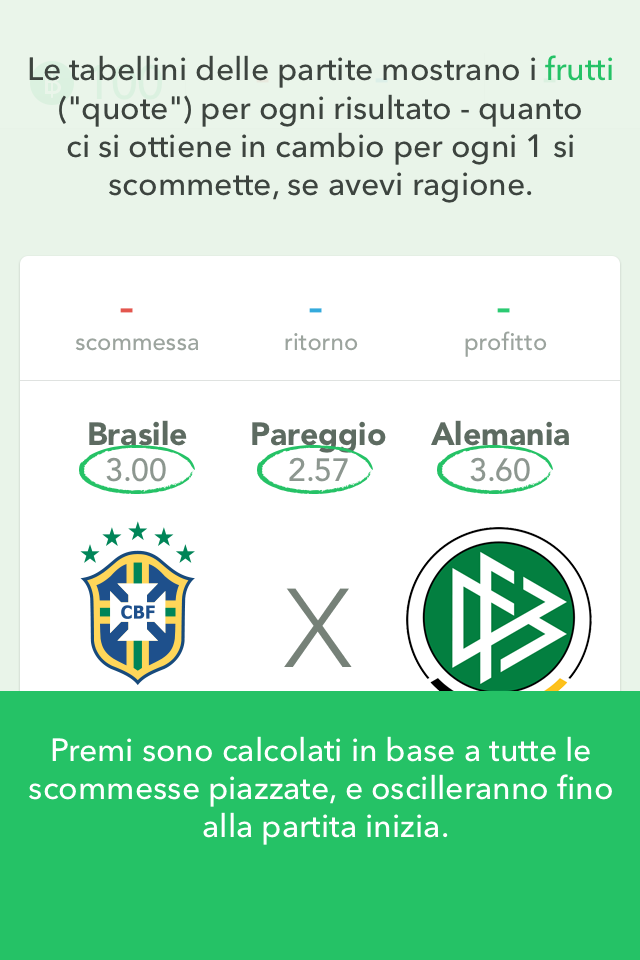 Le tabellini delle partite mostrano i frutti
("quote") per ogni risultato - quanto
ci si ottiene in cambio per ogni 1 si
scommette, se avevi ragione.
100
- - -
scommessa ritorno profitto
Brasile Pareggio Alemania
3.00 2.57 3.60
CBF X DFB
Premi sono calcolati in base a tutte le
scommesse piazzate, e oscilleranno fino
alla partita inizia.